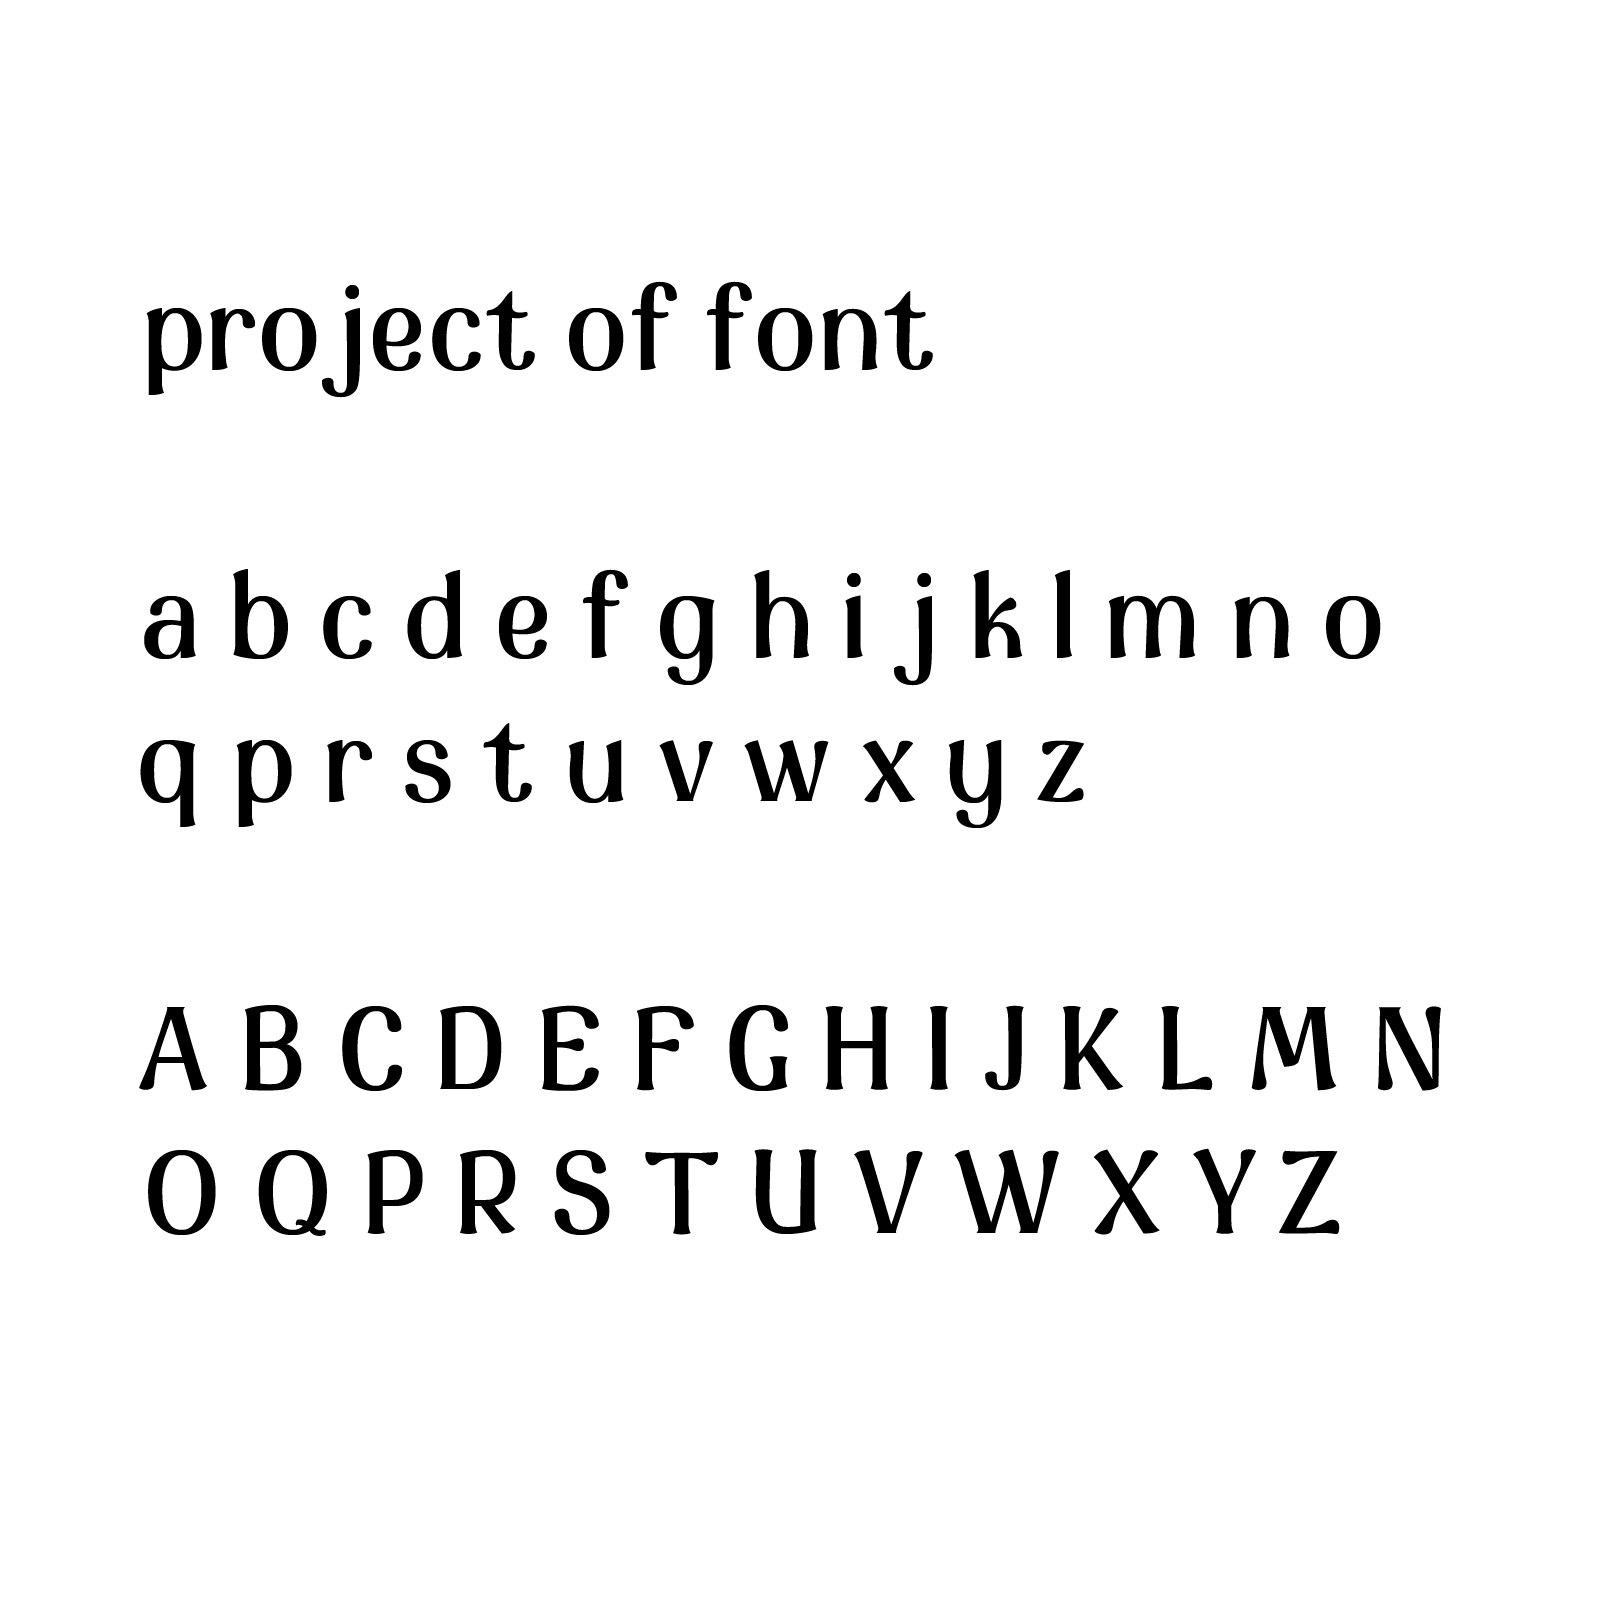 project of font
a b c d e f g h i j k l m n o
q p r s t u v w x y z
A B C D E F G H I J K L M N
O Q P R S T U V W X Y Z